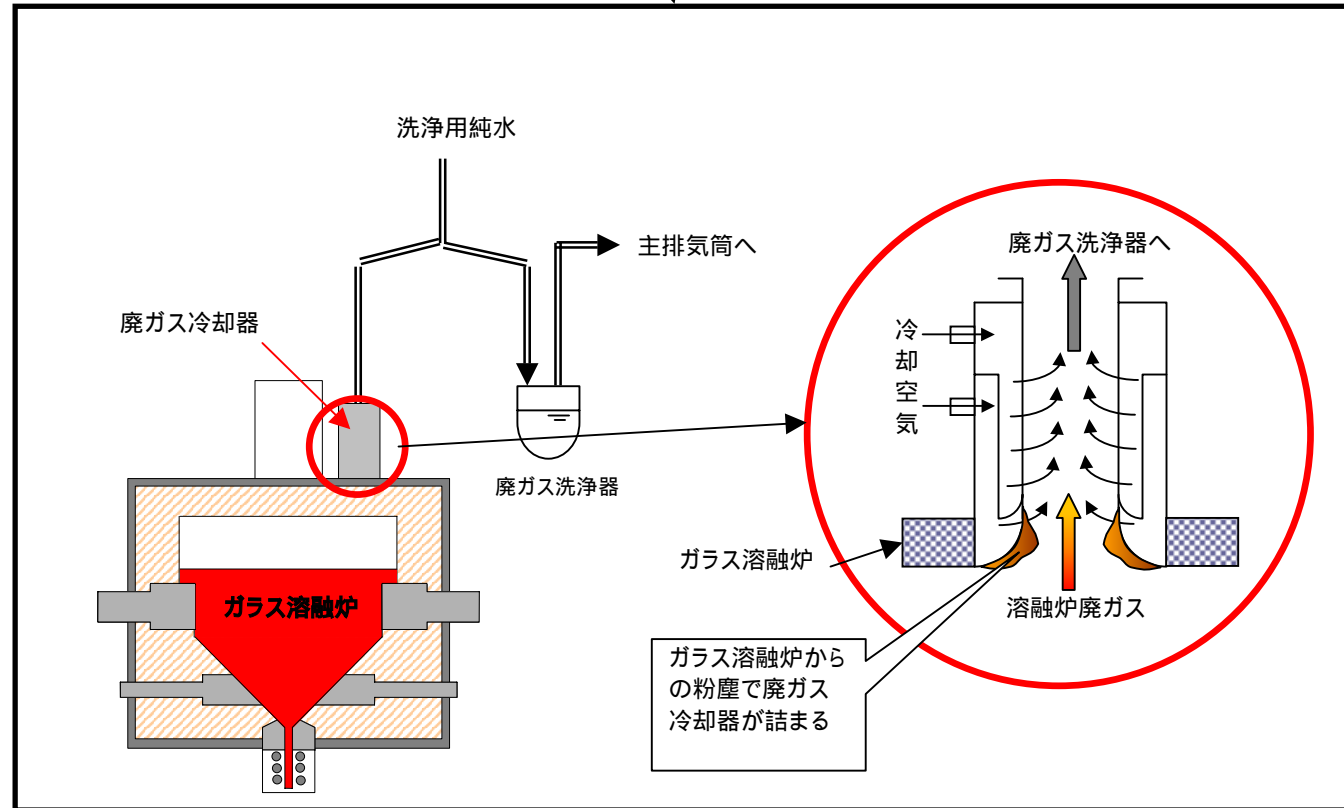 洗浄用純水
主排気筒へ
廃ガス冷却器
廃ガス洗浄器
ガラス溶融炉
廃ガス洗浄器へ
冷
却
空
気
ガラス溶融炉
溶融炉廃ガス
ガラス溶融炉から
の粉塵で廃ガス
冷却器が詰まる